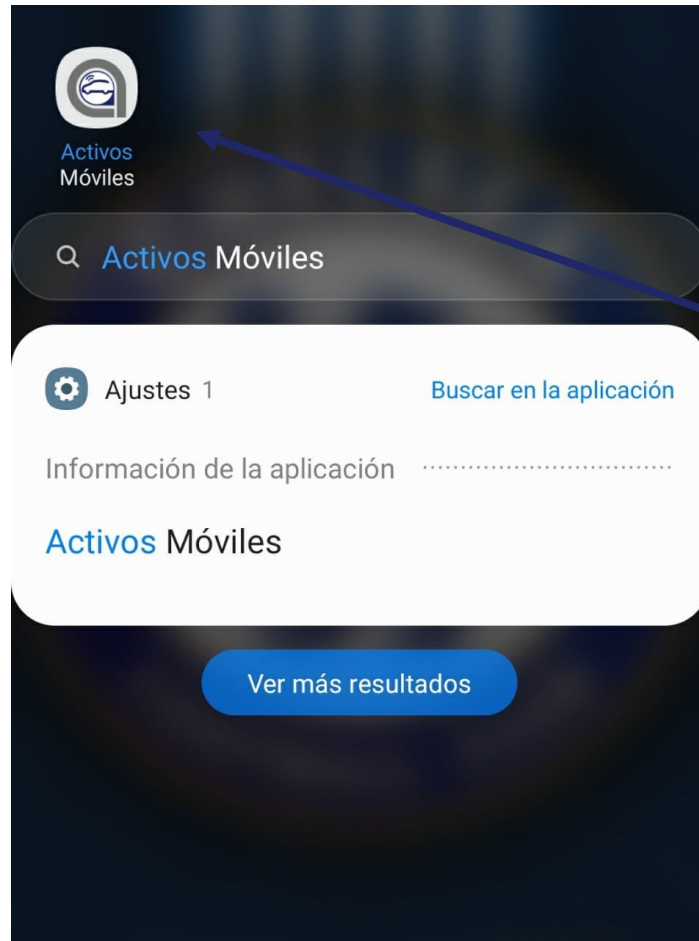 Activos
Móviles
Activos Móviles
Ajustes 1
Buscar en la aplicación
Información de la aplicación
Activos Móviles
Ver más resultados